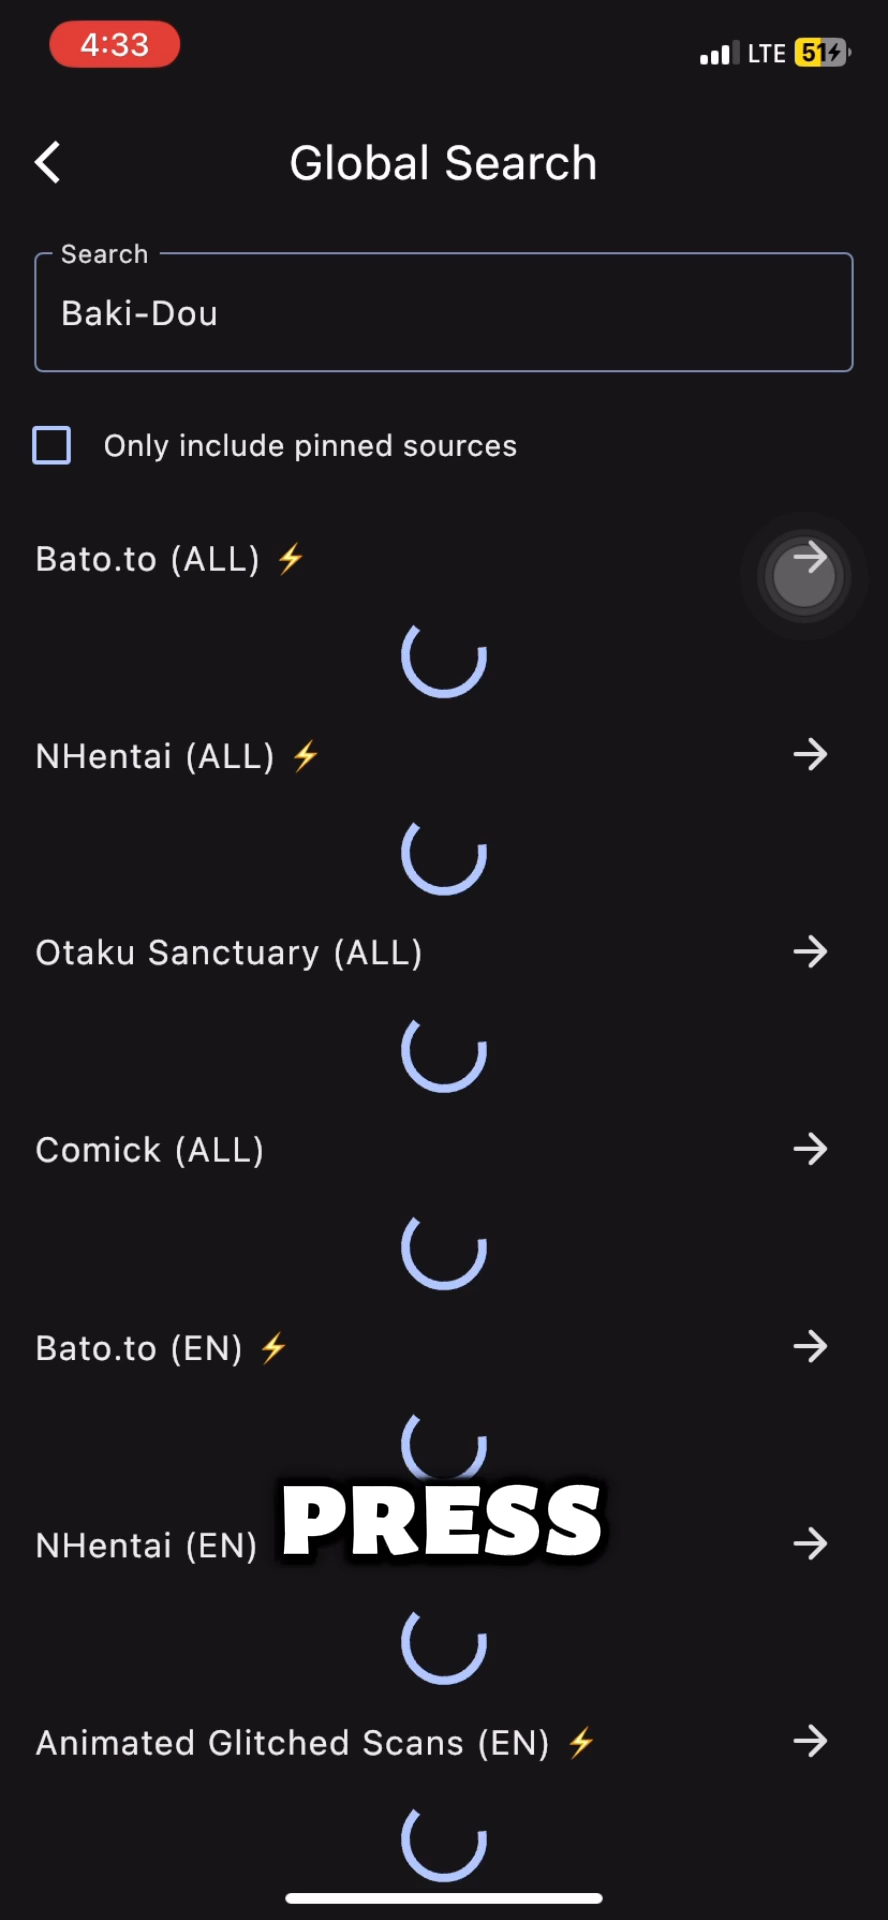 4:33
LTE 51
Global Search
Search
Baki-Dou
Only include pinned sources
Bato.to (ALL) ⚡
NHentai (ALL) ⚡
Otaku Sanctuary (ALL)
Comick (ALL)
Bato.to (EN) ⚡
PRESS
NHentai (EN)
Animated Glitched Scans (EN) ⚡